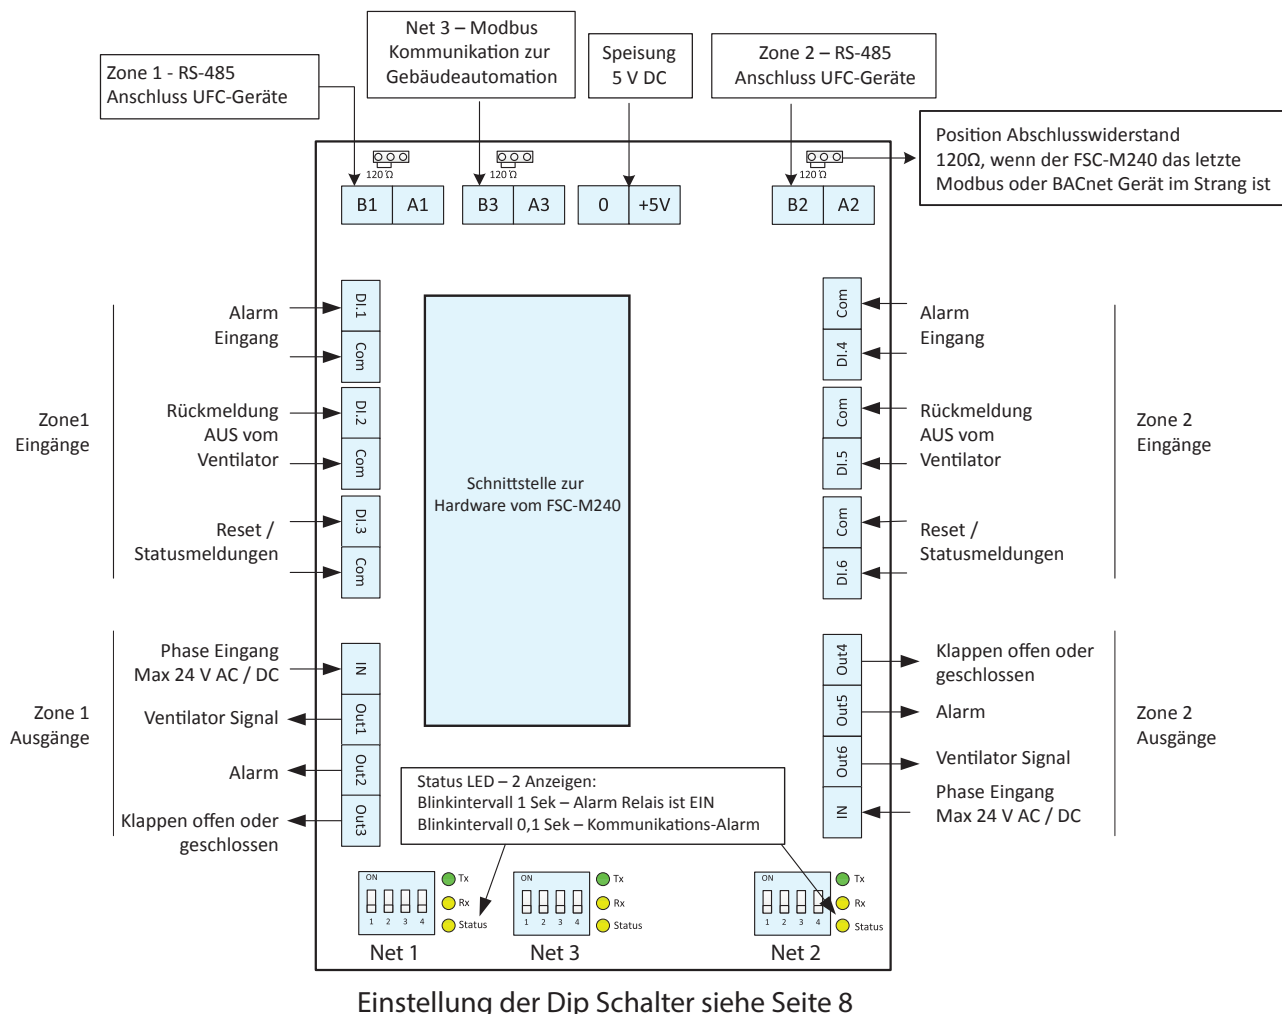 Net 3 – Modbus
Kommunikation zur
Gebäudeautomation
Speisung
5 V DC
Zone 2 – RS-485
Anschluss UFC-Geräte
Zone 1 - RS-485
Anschluss UFC-Geräte
Position Abschlusswiderstand
120Ω, wenn der FSC-M240 das letzte
Modbus oder BACnet Gerät im Strang ist
120 Ω
120 Ω
120 Ω
B1 A1
B3 A3
0 +5V
B2 A2
Zone1
Eingänge
Alarm
Eingang
DI.1
Com
Rückmeldung
AUS vom
Ventilator
DI.2
Com
Reset /
Statusmeldungen
DI.3
Com
Schnittstelle zur
Hardware vom FSC-M240
Com
DI.4
Alarm
Eingang
Com
DI.5
Rückmeldung
AUS vom
Ventilator
Com
DI.6
Reset /
Statusmeldungen
Zone 2
Eingänge
Zone 1
Ausgänge
Phase Eingang
Max 24 V AC / DC
IN
Ventilator Signal
Out1
Alarm
Out2
Klappen offen oder
geschlossen
Out3
Out4
Klappen offen oder
geschlossen
Out5
Alarm
Out6
Ventilator Signal
IN
Phase Eingang
Max 24 V AC / DC
Zone 2
Ausgänge
Status LED – 2 Anzeigen:
Blinkintervall 1 Sek – Alarm Relais ist EIN
Blinkintervall 0,1 Sek – Kommunikations-Alarm
ON
1 2 3 4
Tx
Rx
Status
Net 1
ON
1 2 3 4
Tx
Rx
Status
Net 3
ON
1 2 3 4
Tx
Rx
Status
Net 2
Einstellung der Dip Schalter siehe Seite 8